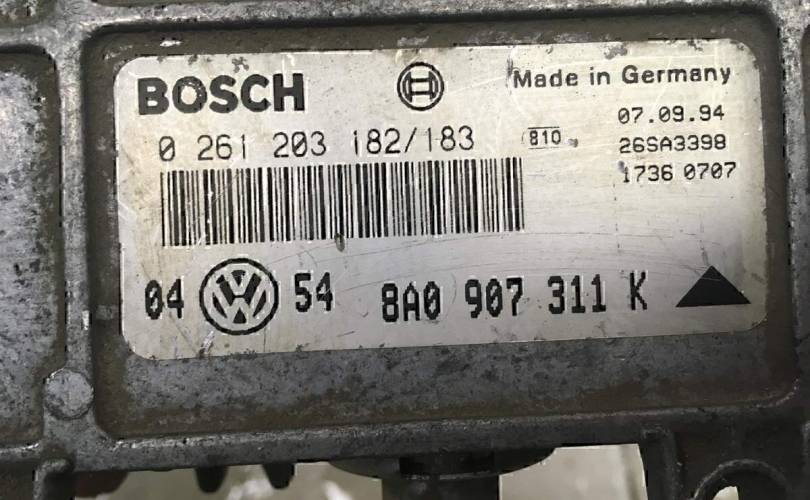 BOSCH
Made in Germany
07.09.94
0 261 203 182/183
810
26SA3398
1736 0707
04 VW 54 8A0 907 311 K